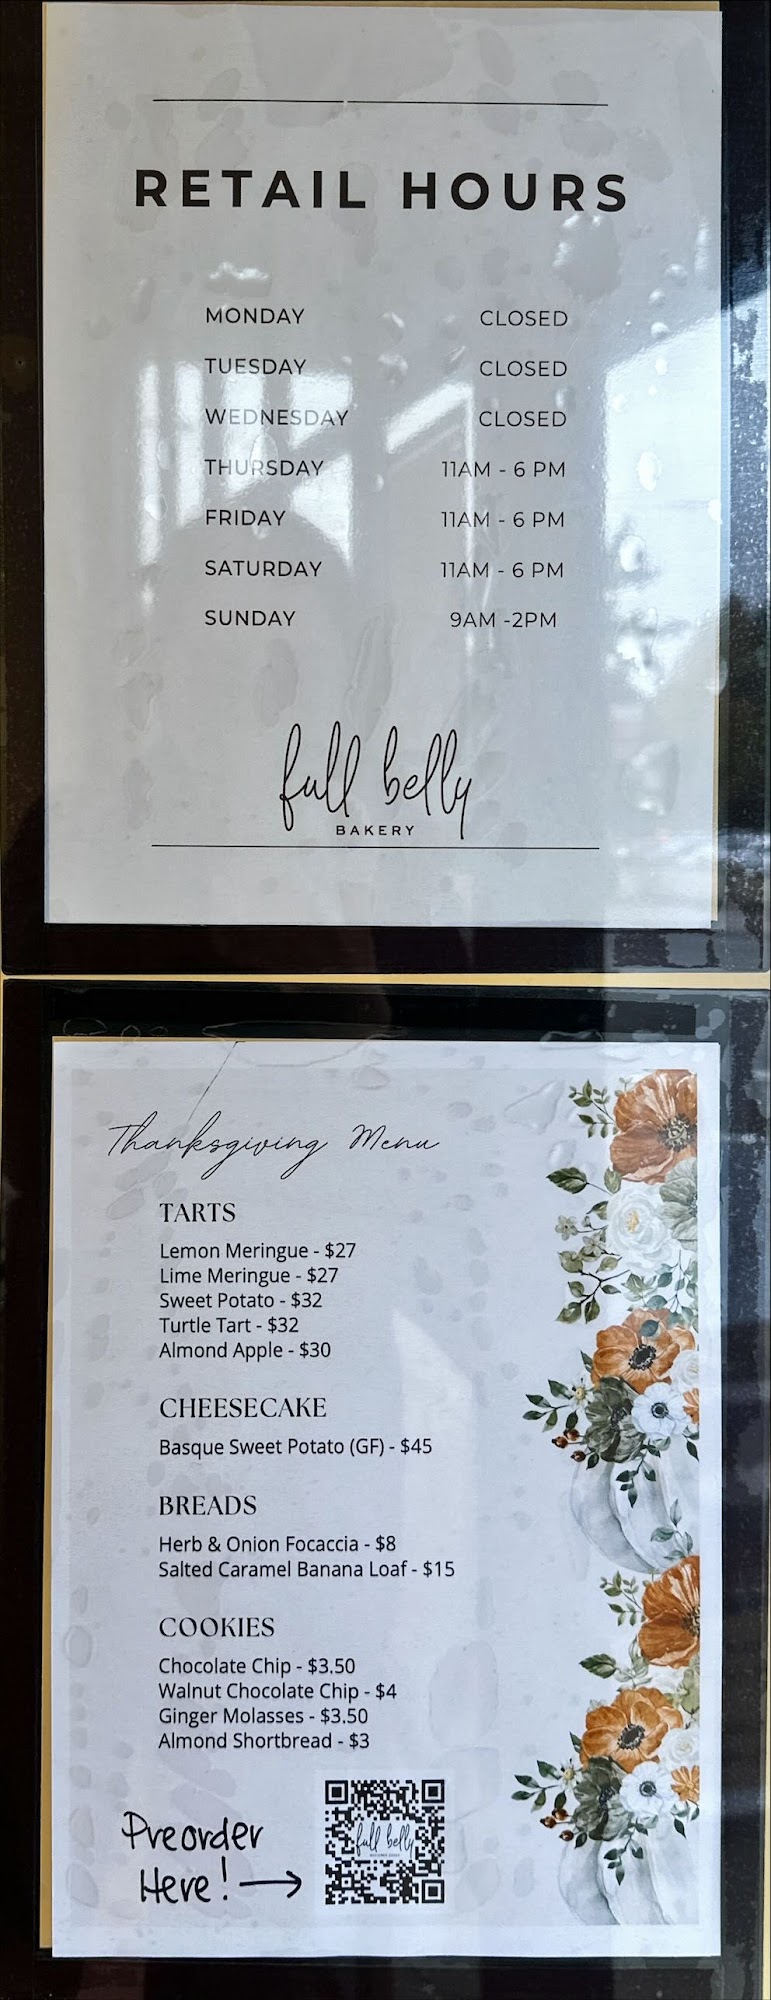 RETAIL HOURS
MONDAY CLOSED
TUESDAY CLOSED
WEDNESDAY CLOSED
THURSDAY 11AM - 6 PM
FRIDAY 11AM - 6 PM
SATURDAY 11AM - 6 PM
SUNDAY 9AM -2PM
full belly
BAKERY
Thanksgiving Menu
TARTS
Lemon Meringue - $27
Lime Meringue - $27
Sweet Potato - $32
Turtle Tart - $32
Almond Apple - $30
CHEESECAKE
Basque Sweet Potato (GF) - $45
BREADS
Herb & Onion Focaccia - $8
Salted Caramel Banana Loaf - $15
COOKIES
Chocolate Chip - $3.50
Walnut Chocolate Chip - $4
Ginger Molasses - $3.50
Almond Shortbread - $3
Preorder
Here!
full belly